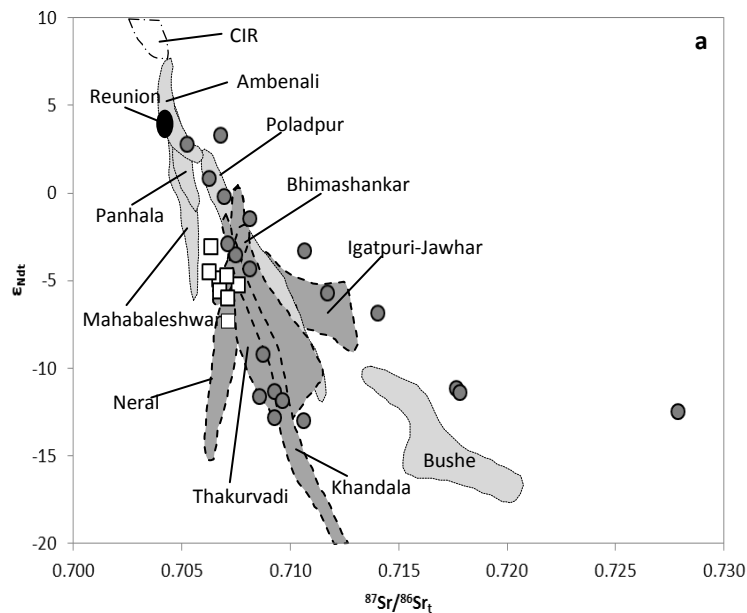 10
CIR
a
Ambenali
Reunion
5
Poladpur
0
Bhimashankar
Panhala
Igatpuri-Jawhar
-5
Mahabaleshwar
-10
Neral
Bushe
-15
Thakurvadi
Khandala
-20
0.700 0.705 0.710 0.715 0.720 0.725 0.730
εNdt
87Sr/86Srt